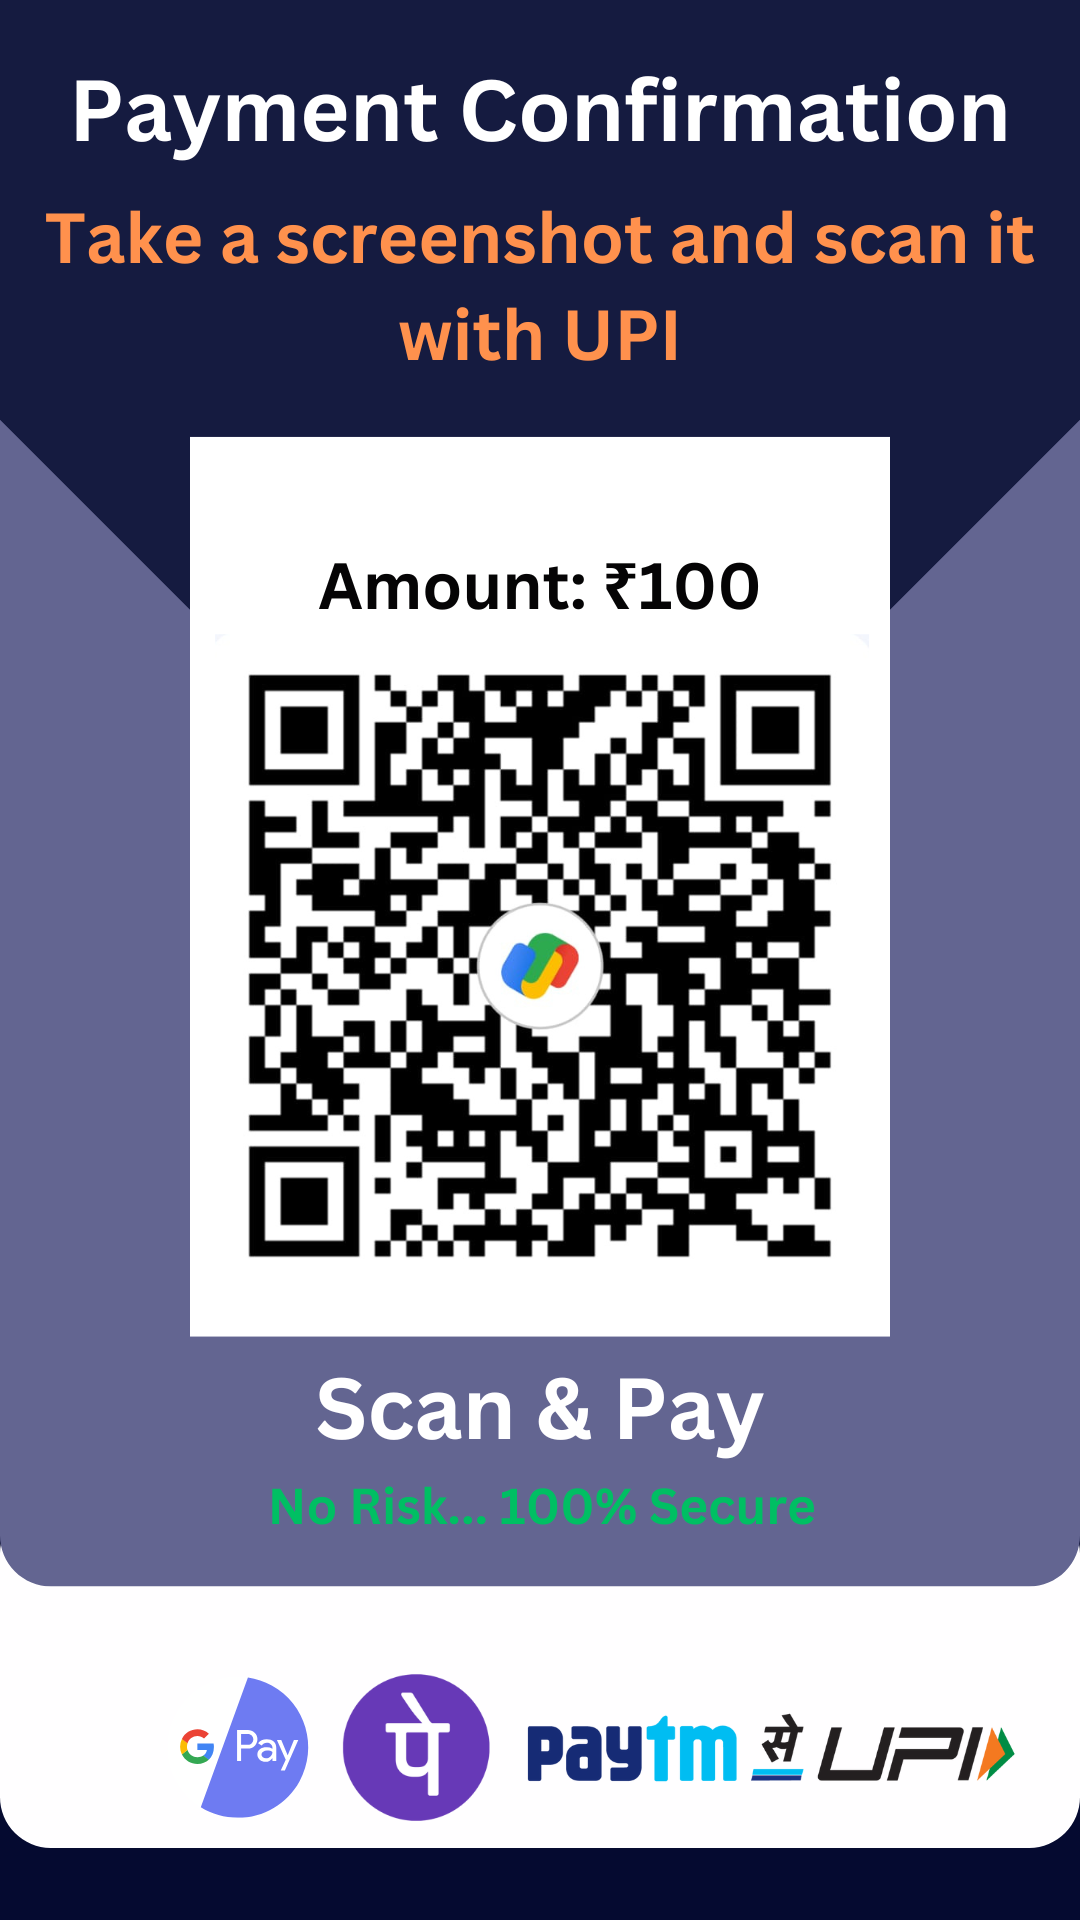 Payment Confirmation
Take a screenshot and scan it
with UPI
Amount: ₹100
Scan & Pay
No Risk... 100% Secure
G Pay पे paytm से UPI